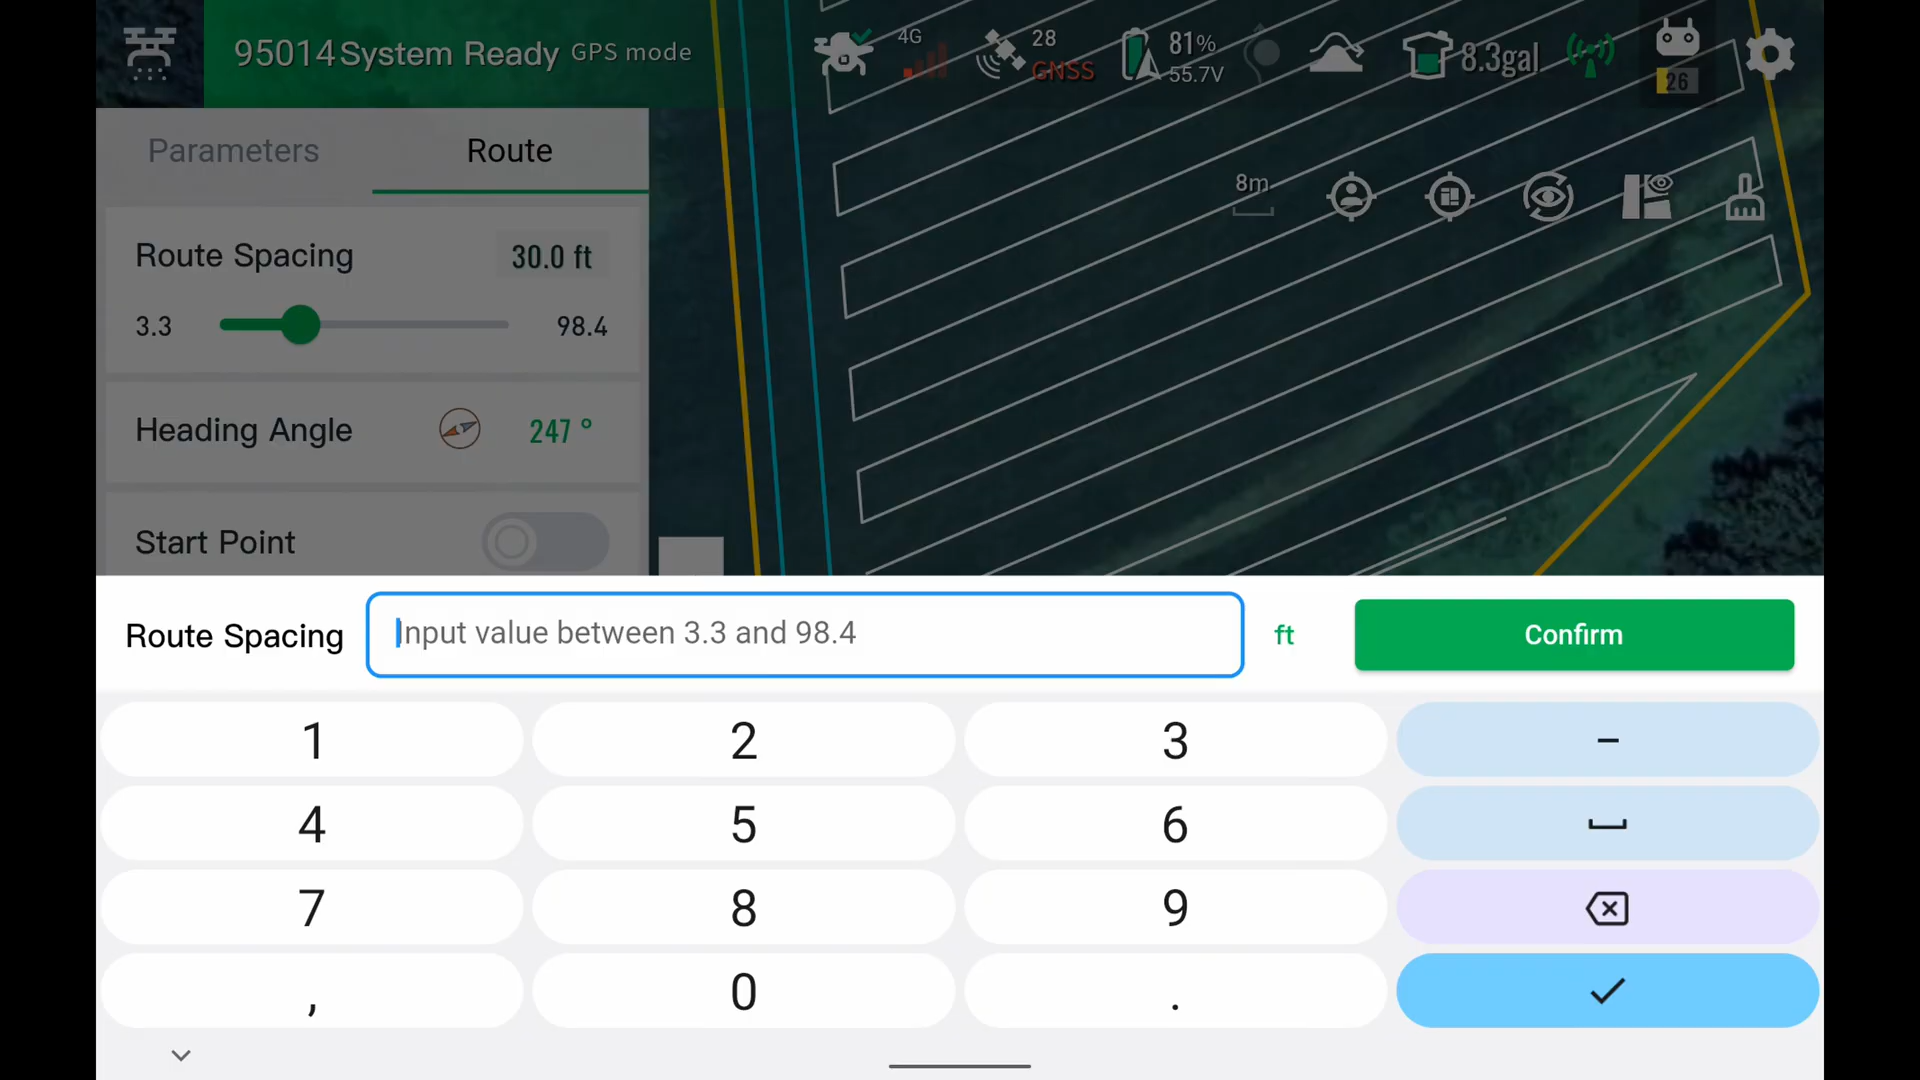 95014 System Ready GPS mode
4G
28
GNSS
81%
55.7V
8.3gal
26
Parameters
Route
8m
Route Spacing
30.0 ft
3.3
98.4
Heading Angle
247 °
Start Point
Route Spacing
Input value between 3.3 and 98.4
ft
Confirm
1 2 3 –
4 5 6
7 8 9
, 0 .